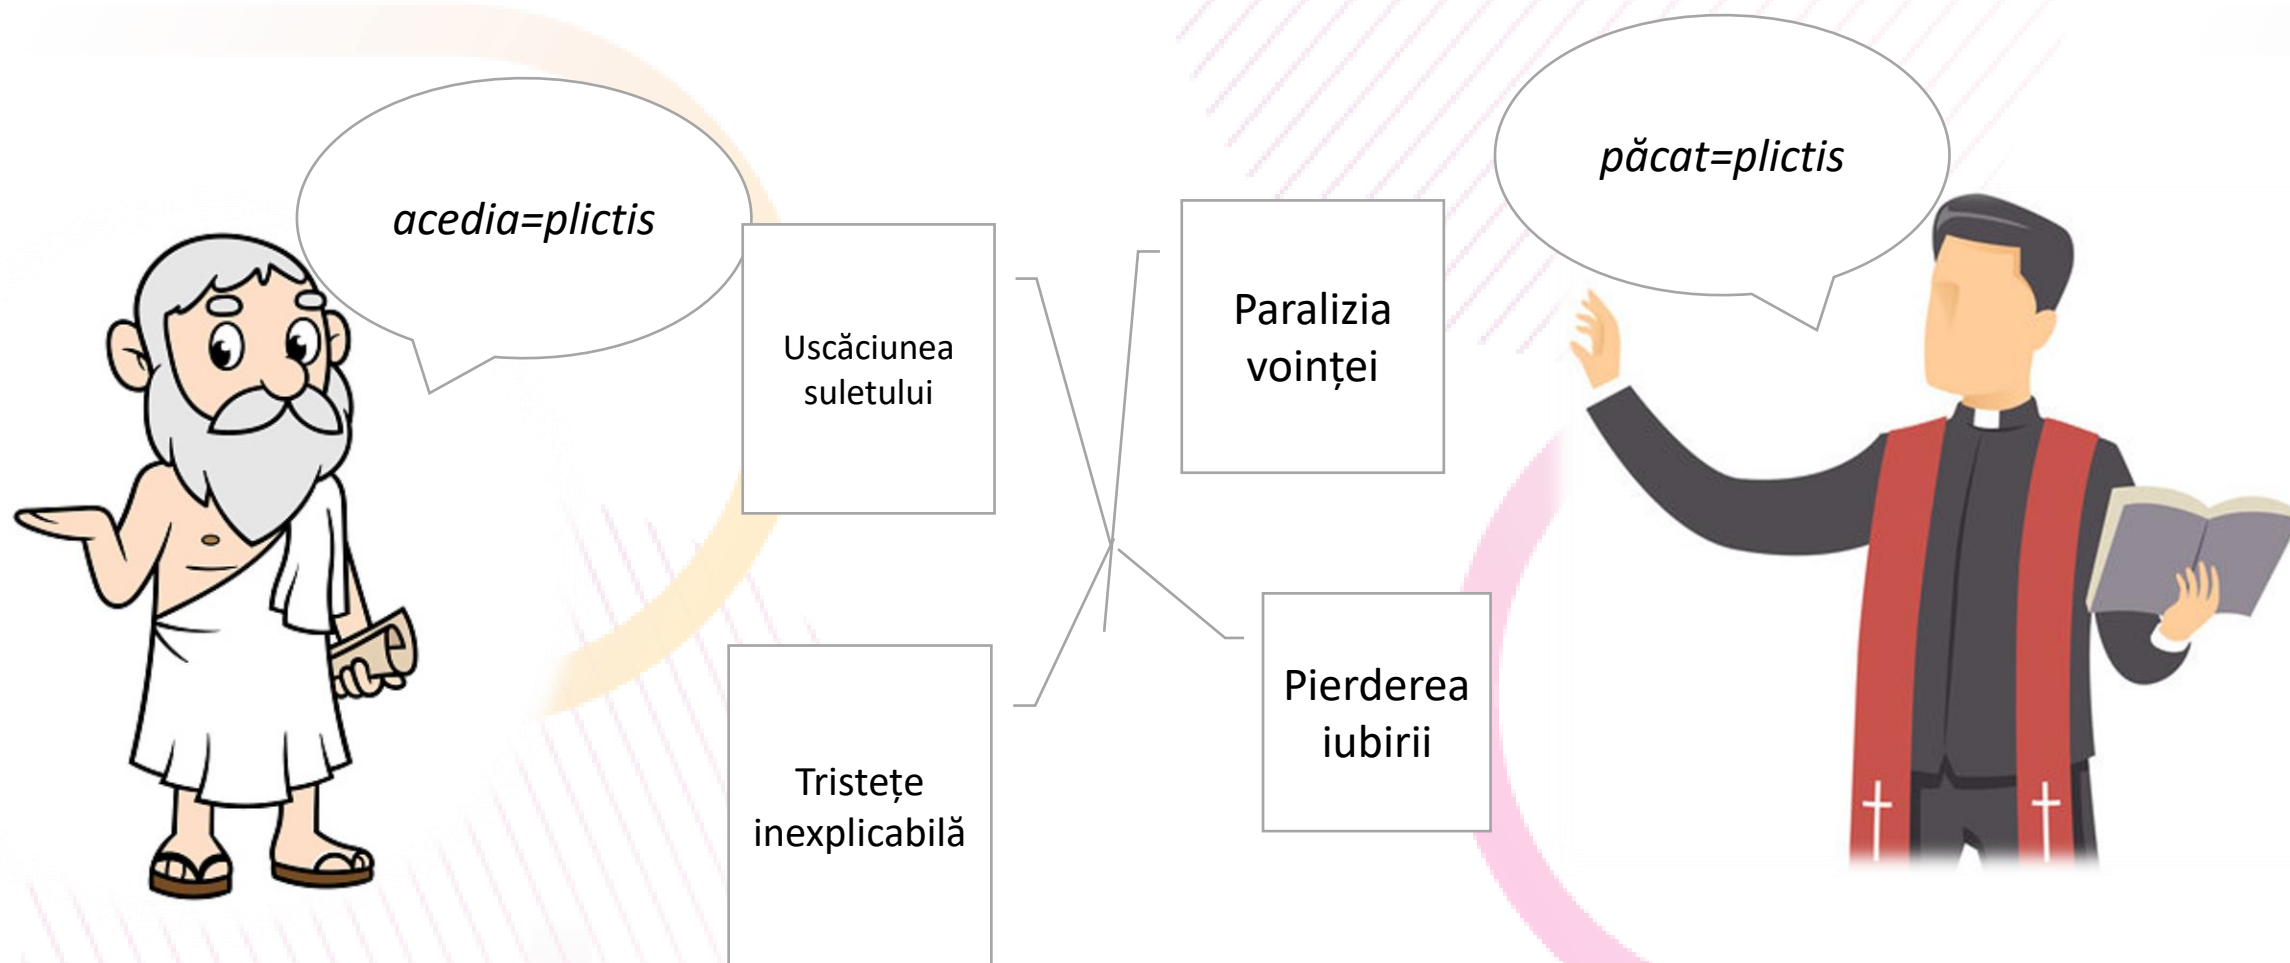 acedia=plictis
păcat=plictis
Uscăciunea
suletului
Paralizia
voinței
Tristețe
inexplicabilă
Pierderea
iubirii